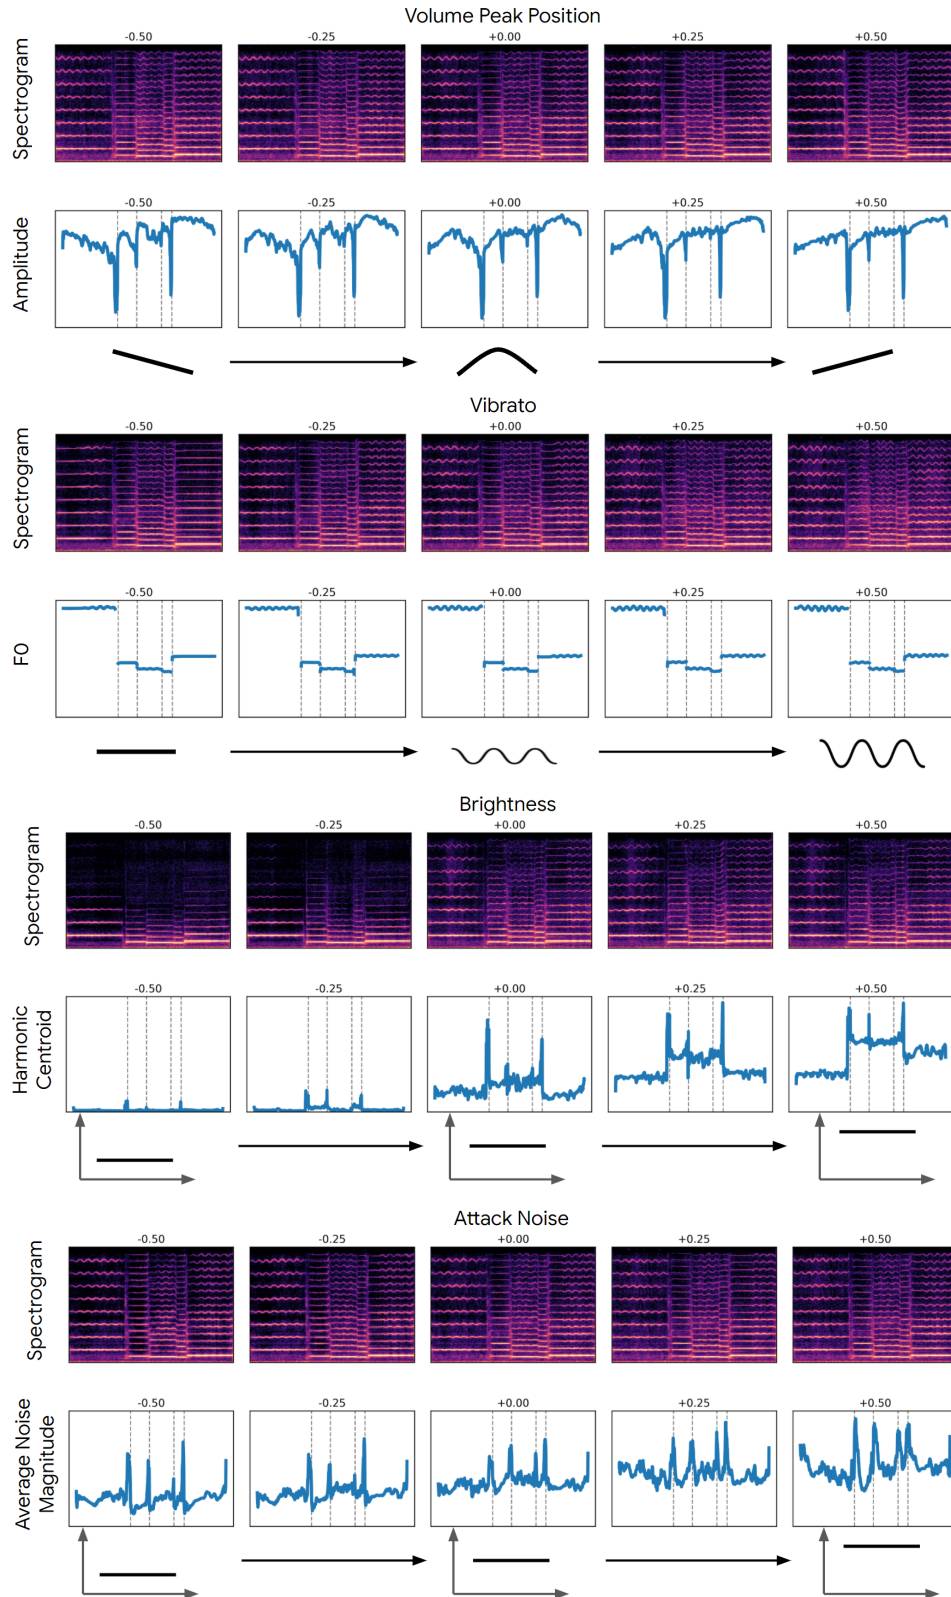 Volume Peak Position
Spectrogram
-0.50
-0.25
+0.00
+0.25
+0.50
Amplitude
-0.50
-0.25
+0.00
+0.25
+0.50
Vibrato
Spectrogram
-0.50
-0.25
+0.00
+0.25
+0.50
F0
-0.50
-0.25
+0.00
+0.25
+0.50
Brightness
Spectrogram
-0.50
-0.25
+0.00
+0.25
+0.50
Harmonic
Centroid
-0.50
-0.25
+0.00
+0.25
+0.50
Attack Noise
Spectrogram
-0.50
-0.25
+0.00
+0.25
+0.50
Average Noise
Magnitude
-0.50
-0.25
+0.00
+0.25
+0.50